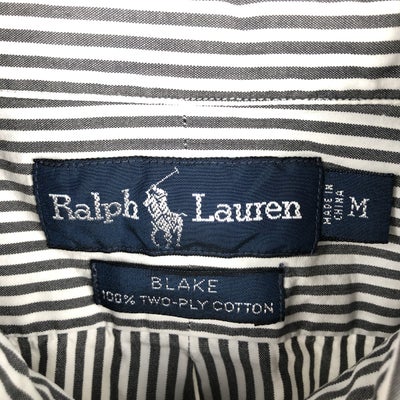 Ralph Lauren
MADE IN
CHINA
M
BLAKE
100% TWO-PLY COTTON